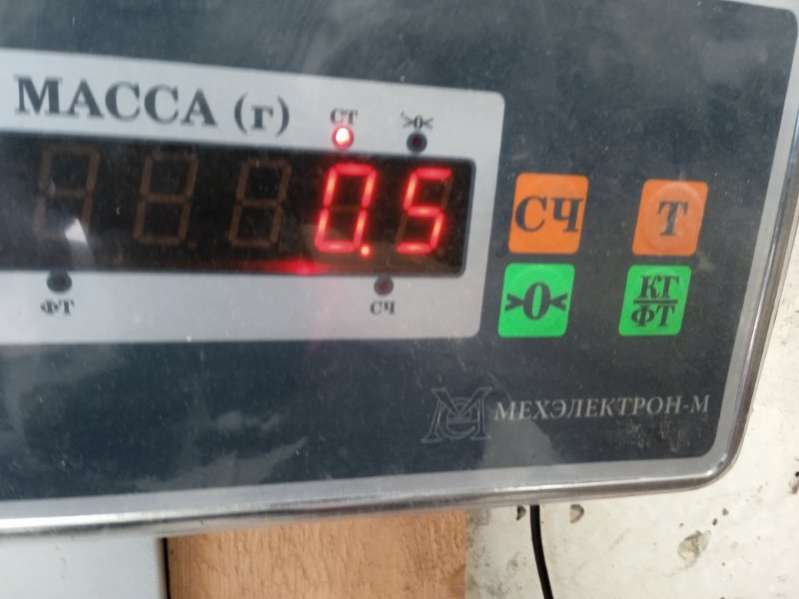 МАССА (г)
СТ >0<
0.5
ФТ СЧ
СЧ Т
>0< КГ
ФТ
МЕХЭЛЕКТРОН-М